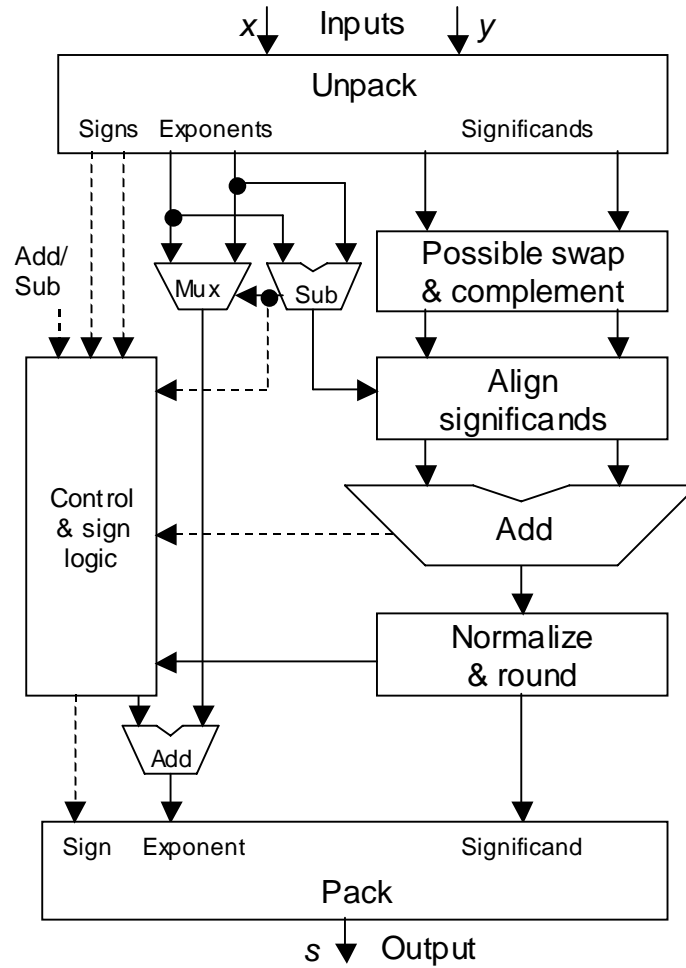 x Inputs y
Unpack
Signs Exponents Significands
Add/
Sub
Mux
Sub
Possible swap
& complement
Align
significands
Control
& sign
logic
Add
Normalize
& round
Add
Sign Exponent Significand
Pack
s Output